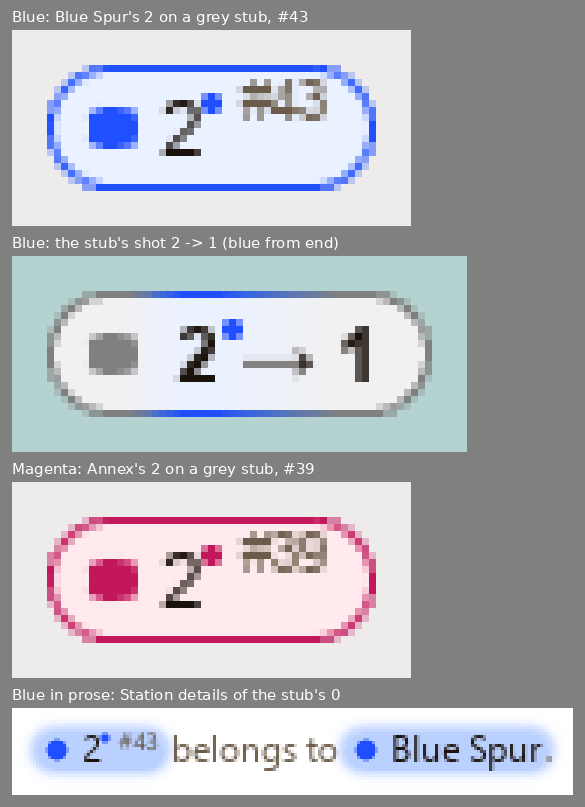 Blue: Blue Spur's 2 on a grey stub, #43
2 #43
Blue: the stub's shot 2 -> 1 (blue from end)
2 → 1
Magenta: Annex's 2 on a grey stub, #39
2 #39
Blue in prose: Station details of the stub's 0
2 #43 belongs to Blue Spur.